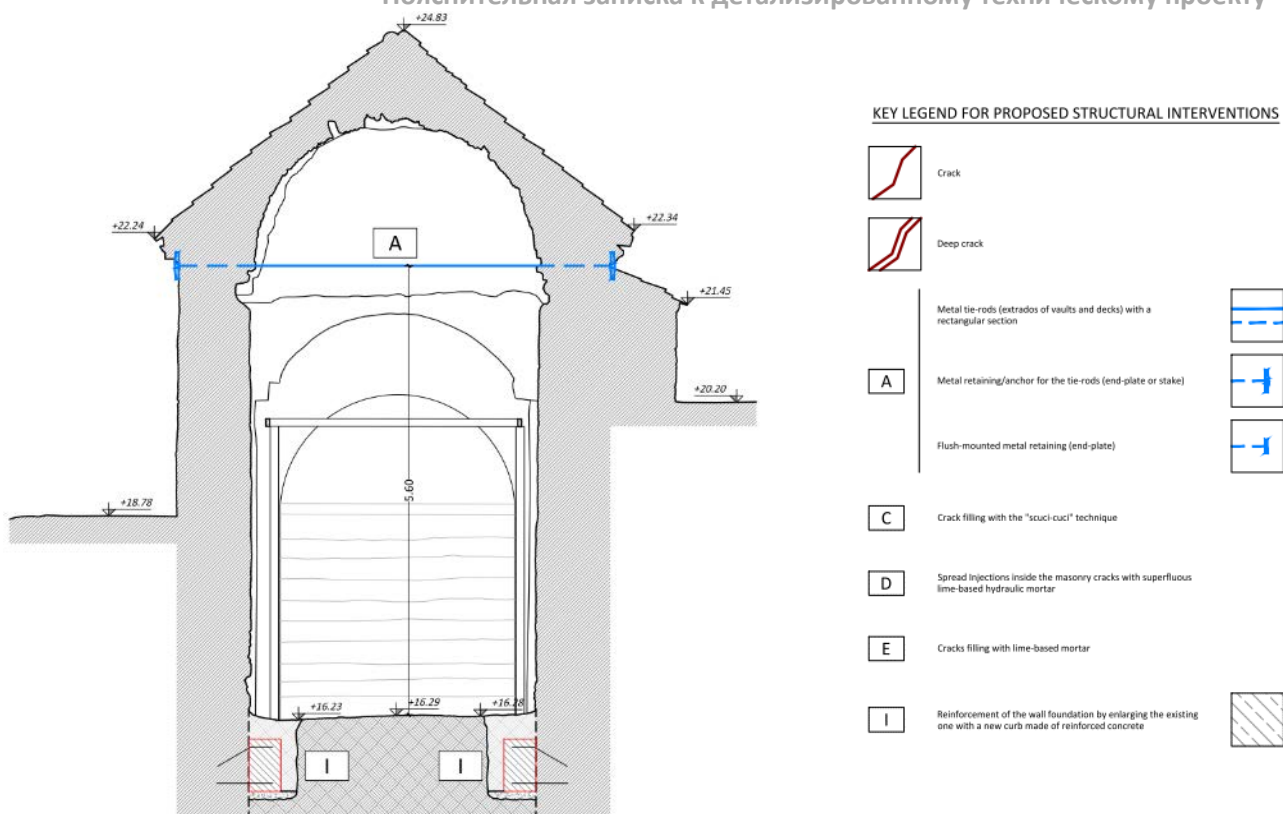 Пояснительная записка к детализированному техническому проекту
+24.83
+22.24
+22.34
A
+21.45
+20.20
5.60
+18.78
+16.23
+16.29
+16.28
I
I
KEY LEGEND FOR PROPOSED STRUCTURAL INTERVENTIONS
Crack
Deep crack
Metal tie-rods (extrados of vaults and decks) with a
rectangular section
A
Metal retaining/anchor for the tie-rods (end-plate or stake)
Flush-mounted metal retaining (end-plate)
C
Crack filling with the "scuci-cuci" technique
D
Spread Injections inside the masonry cracks with superfluous
lime-based hydraulic mortar
E
Cracks filling with lime-based mortar
I
Reinforcement of the wall foundation by enlarging the existing
one with a new curb made of reinforced concrete